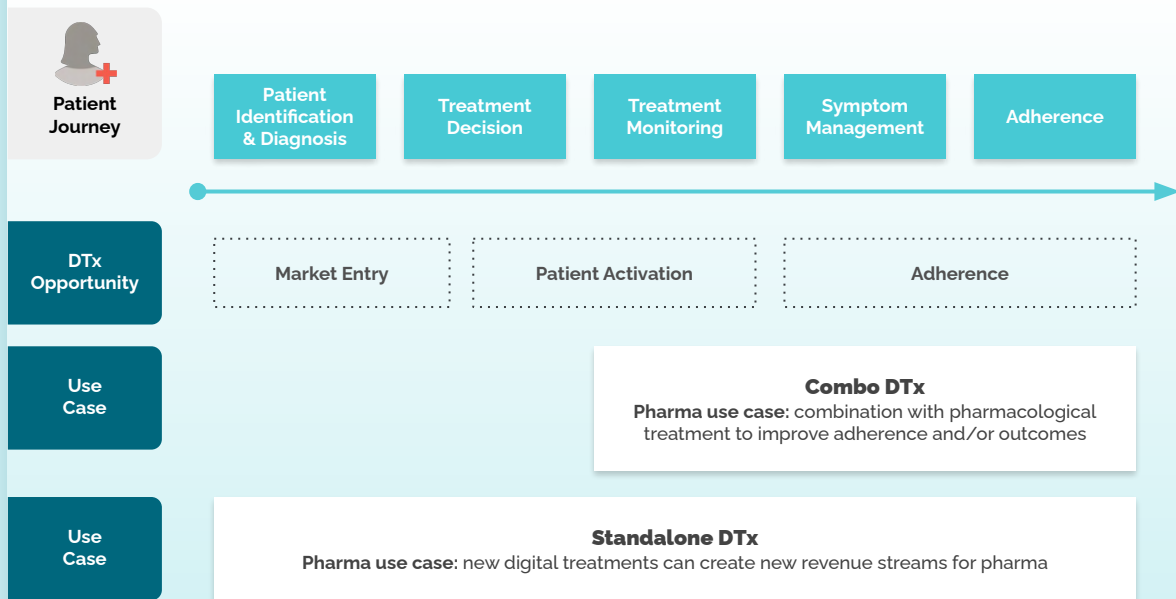 Patient
Journey
Patient
Identification
& Diagnosis
Treatment
Decision
Treatment
Monitoring
Symptom
Management
Adherence
DTx
Opportunity
Market Entry
Patient Activation
Adherence
Use
Case
Combo DTx
Pharma use case: combination with pharmacological
treatment to improve adherence and/or outcomes
Use
Case
Standalone DTx
Pharma use case: new digital treatments can create new revenue streams for pharma